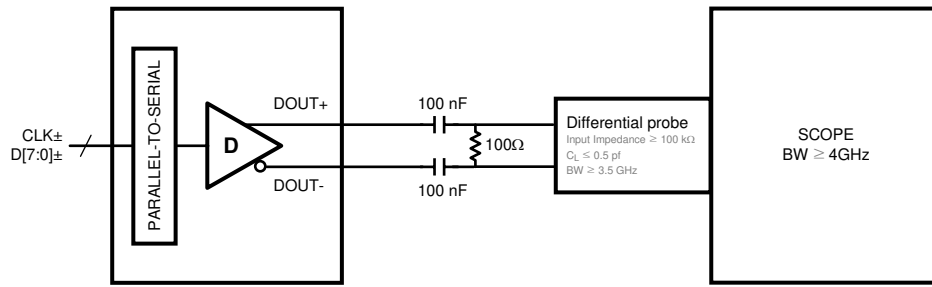 CLK±
D[7:0]±
PARALLEL-TO-SERIAL
D
DOUT+
DOUT-
100 nF
100Ω
100 nF
Differential probe
Input Impedance ≥ 100 kΩ
CL ≤ 0.5 pf
BW ≥ 3.5 GHz
SCOPE
BW ≥ 4GHz